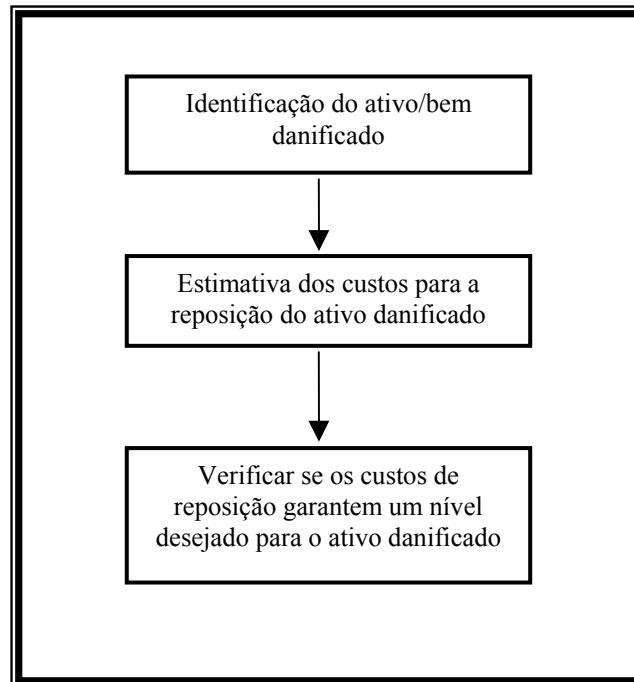 Identificação do ativo/bem
danificado
Estimativa dos custos para a
reposição do ativo danificado
Verificar se os custos de
reposição garantem um nível
desejado para o ativo danificado